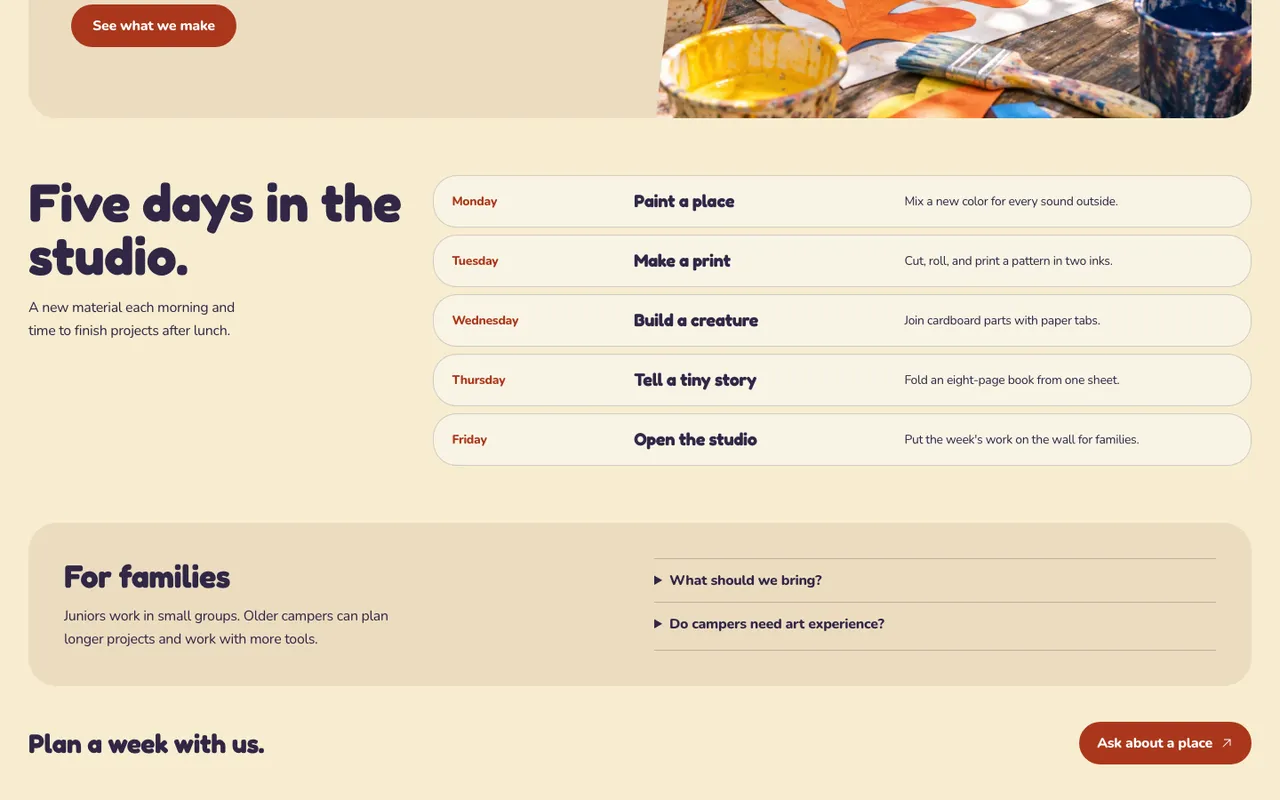 See what we make
Five days in the
studio.
A new material each morning and
time to finish projects after lunch.
Monday
Paint a place
Mix a new color for every sound outside.
Tuesday
Make a print
Cut, roll, and print a pattern in two inks.
Wednesday
Build a creature
Join cardboard parts with paper tabs.
Thursday
Tell a tiny story
Fold an eight-page book from one sheet.
Friday
Open the studio
Put the week's work on the wall for families.
For families
Juniors work in small groups. Older campers can plan
longer projects and work with more tools.
What should we bring?
Do campers need art experience?
Plan a week with us.
Ask about a place